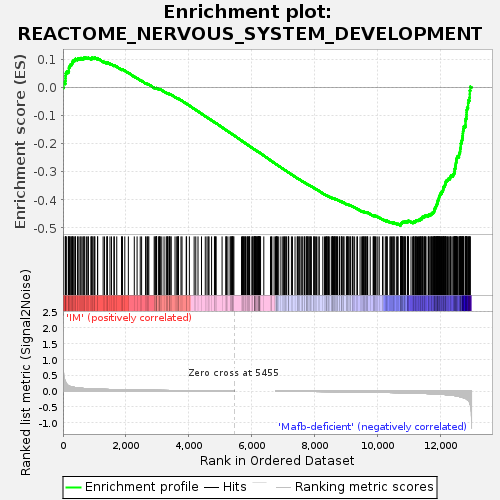 Enrichment plot:
REACTOME_NERVOUS_SYSTEM_DEVELOPMENT
Enrichment score (ES)
0.1
0.0
-0.1
-0.2
-0.3
-0.4
-0.5
Ranked list metric (Signal2Noise)
2.5
2.0
1.5
1.0
0.5
0.0
-0.5
-1.0
'IM' (positively correlated)
Zero cross at 5455
'Mafb-deficient' (negatively correlated)
0
2,000
4,000
6,000
8,000
10,000
12,000
Rank in Ordered Dataset
Enrichment profile
Hits
Ranking metric scores